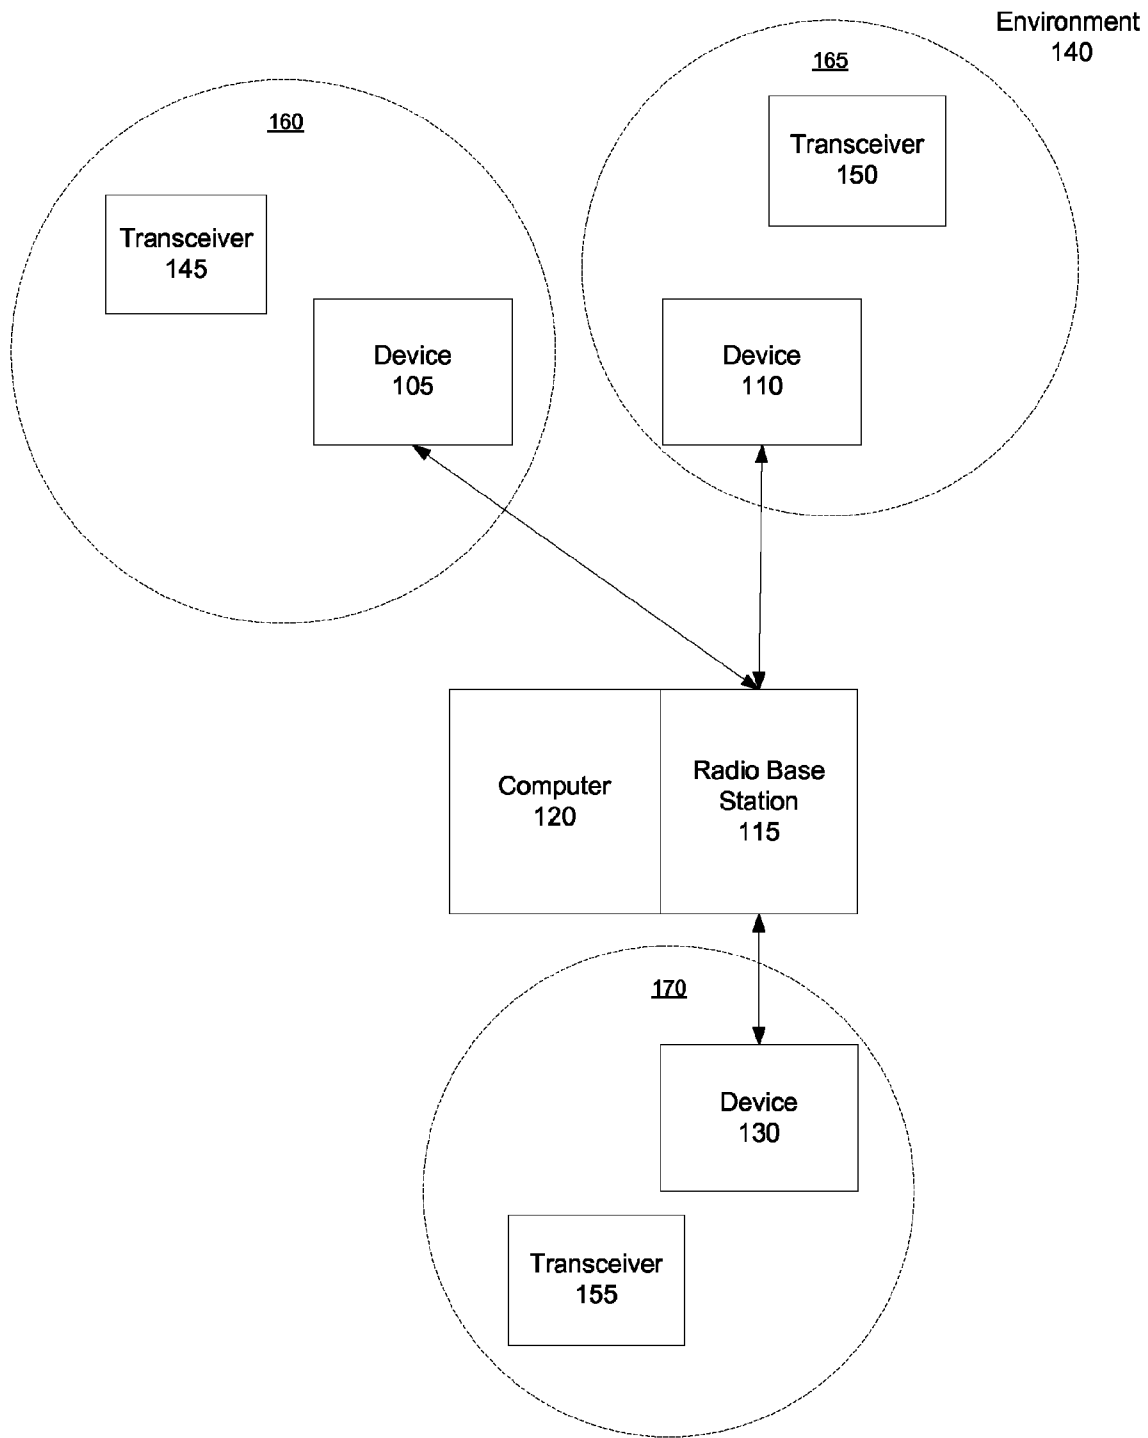 Environment
140
165
160
Transceiver
150
Transceiver
145
Device
105
Device
110
Computer
120
Radio Base
Station
115
170
Device
130
Transceiver
155